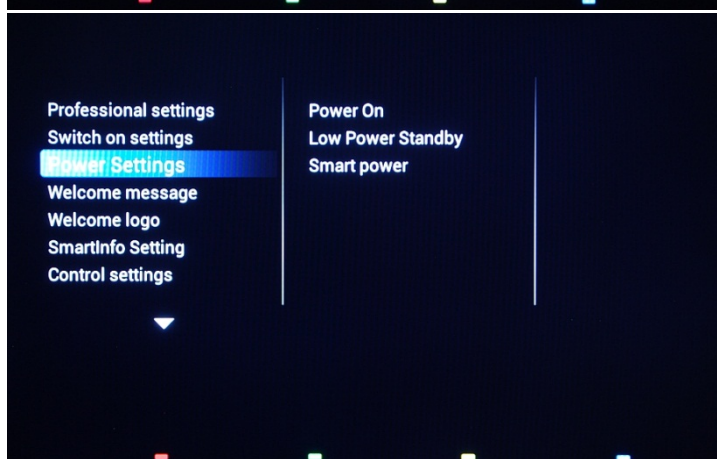 Professional settings
Switch on settings
Power Settings
Welcome message
Welcome logo
SmartInfo Setting
Control settings
Power On
Low Power Standby
Smart power